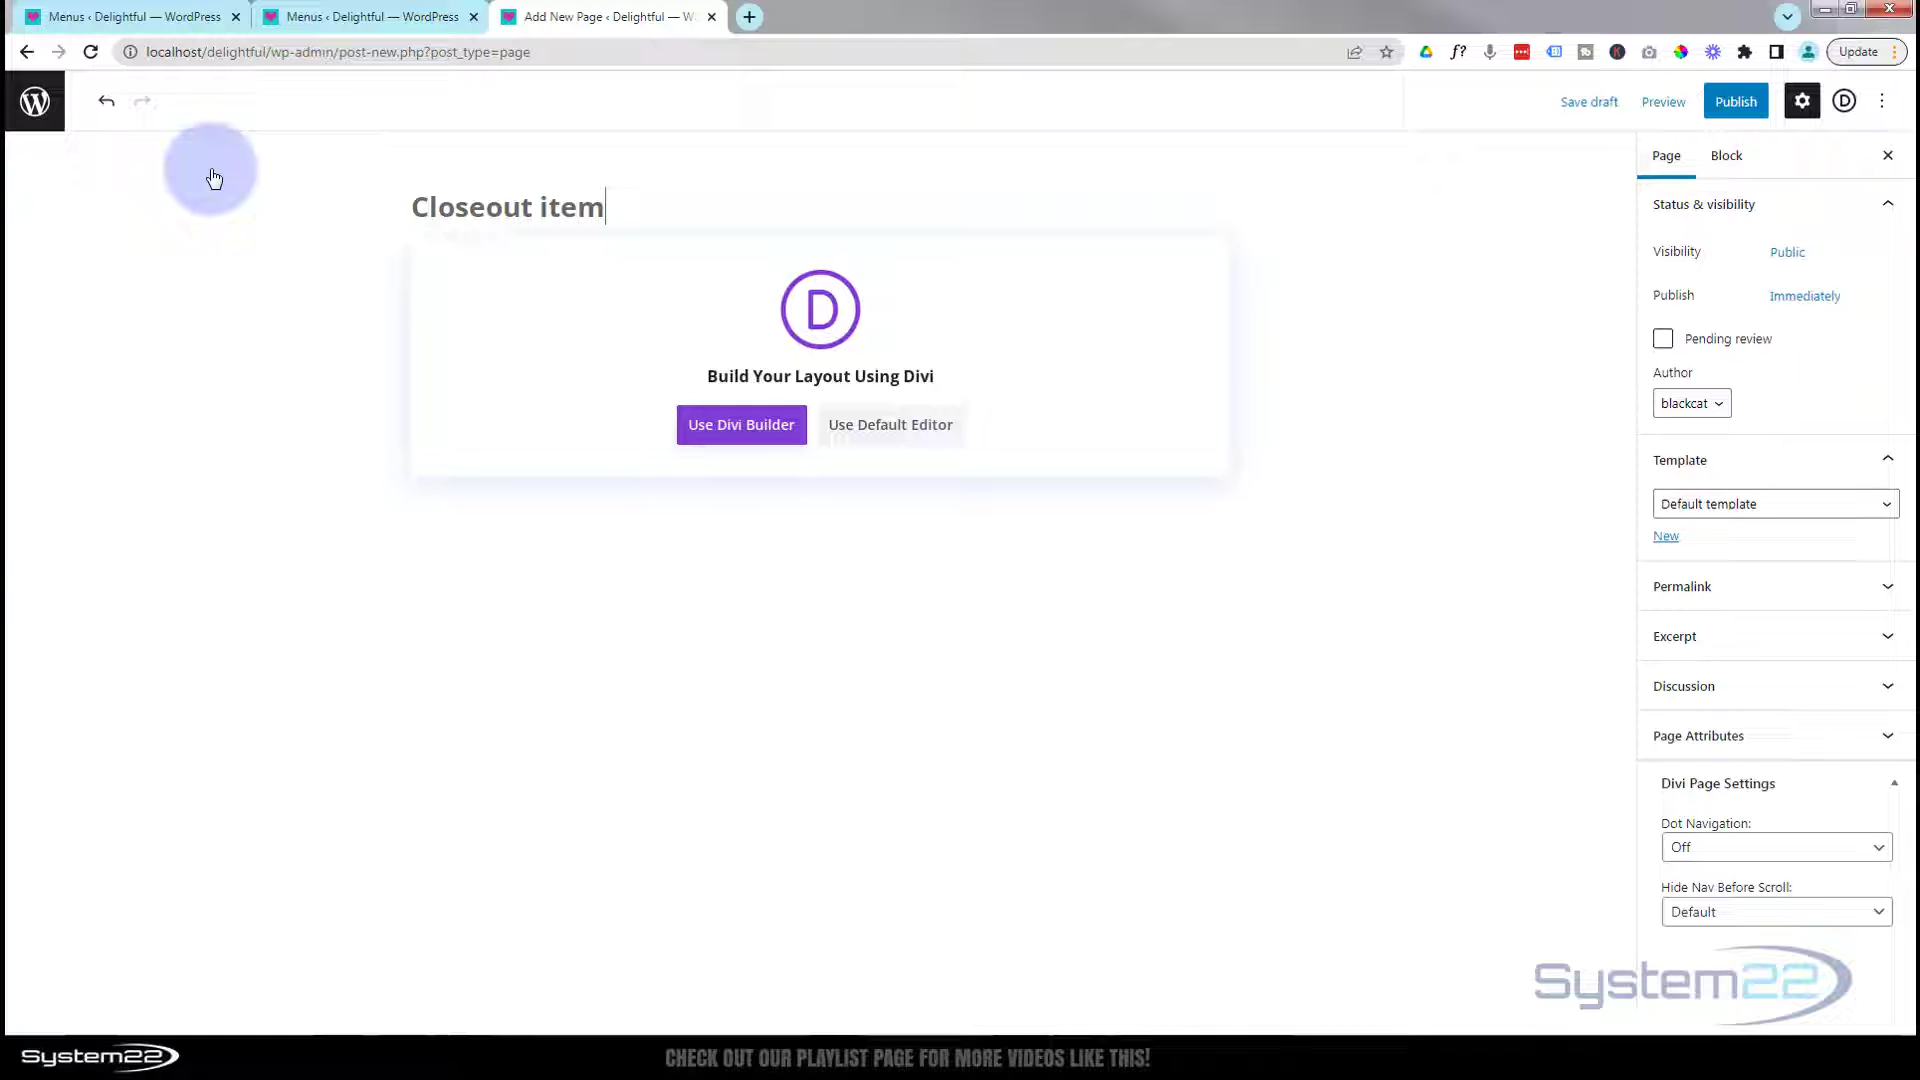 Menus ‹ Delightful — WordPress
Menus ‹ Delightful — WordPress
Add New Page ‹ Delightful — W
localhost/delightful/wp-admin/post-new.php?post_type=page
Update
Save draft
Preview
Publish
Page
Block
Closeout item
Build Your Layout Using Divi
Use Divi Builder
Use Default Editor
Status & visibility
Visibility
Public
Publish
Immediately
Pending review
Author
blackcat
Template
Default template
New
Permalink
Excerpt
Discussion
Page Attributes
Divi Page Settings
Dot Navigation:
Off
Hide Nav Before Scroll:
Default
System22
System22
CHECK OUT OUR PLAYLIST PAGE FOR MORE VIDEOS LIKE THIS!